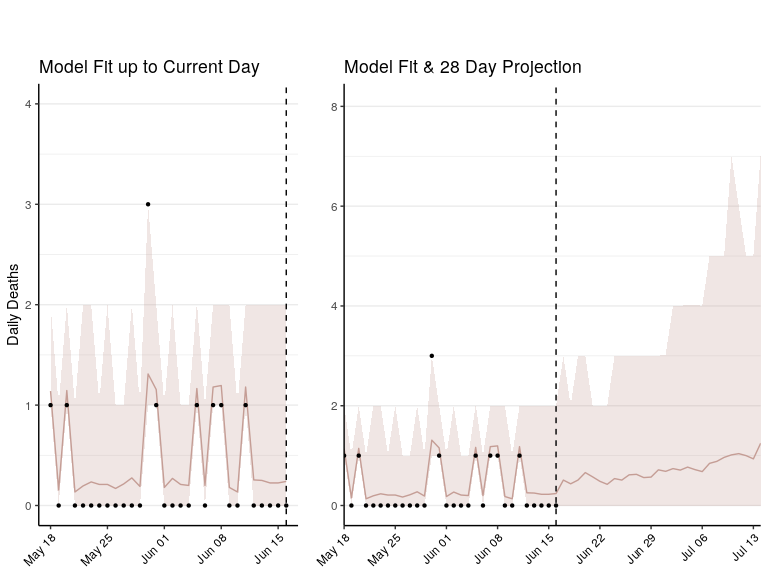 Model Fit up to Current Day
Model Fit & 28 Day Projection
Daily Deaths
4
3
2
1
0
May 18
May 25
Jun 01
Jun 08
Jun 15
8
6
4
2
0
May 18
May 25
Jun 01
Jun 08
Jun 15
Jun 22
Jun 29
Jul 06
Jul 13